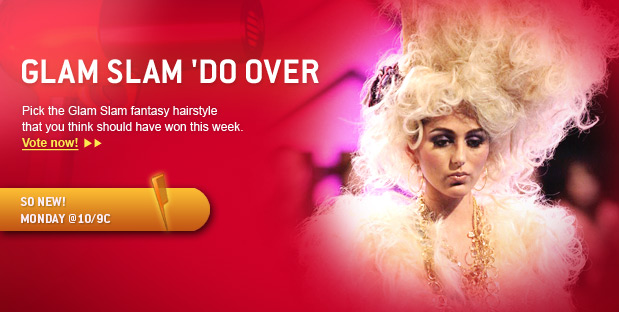 GLAM SLAM 'DO OVER
Pick the Glam Slam fantasy hairstyle
that you think should have won this week.
Vote now!
SO NEW!
MONDAY @10/9C